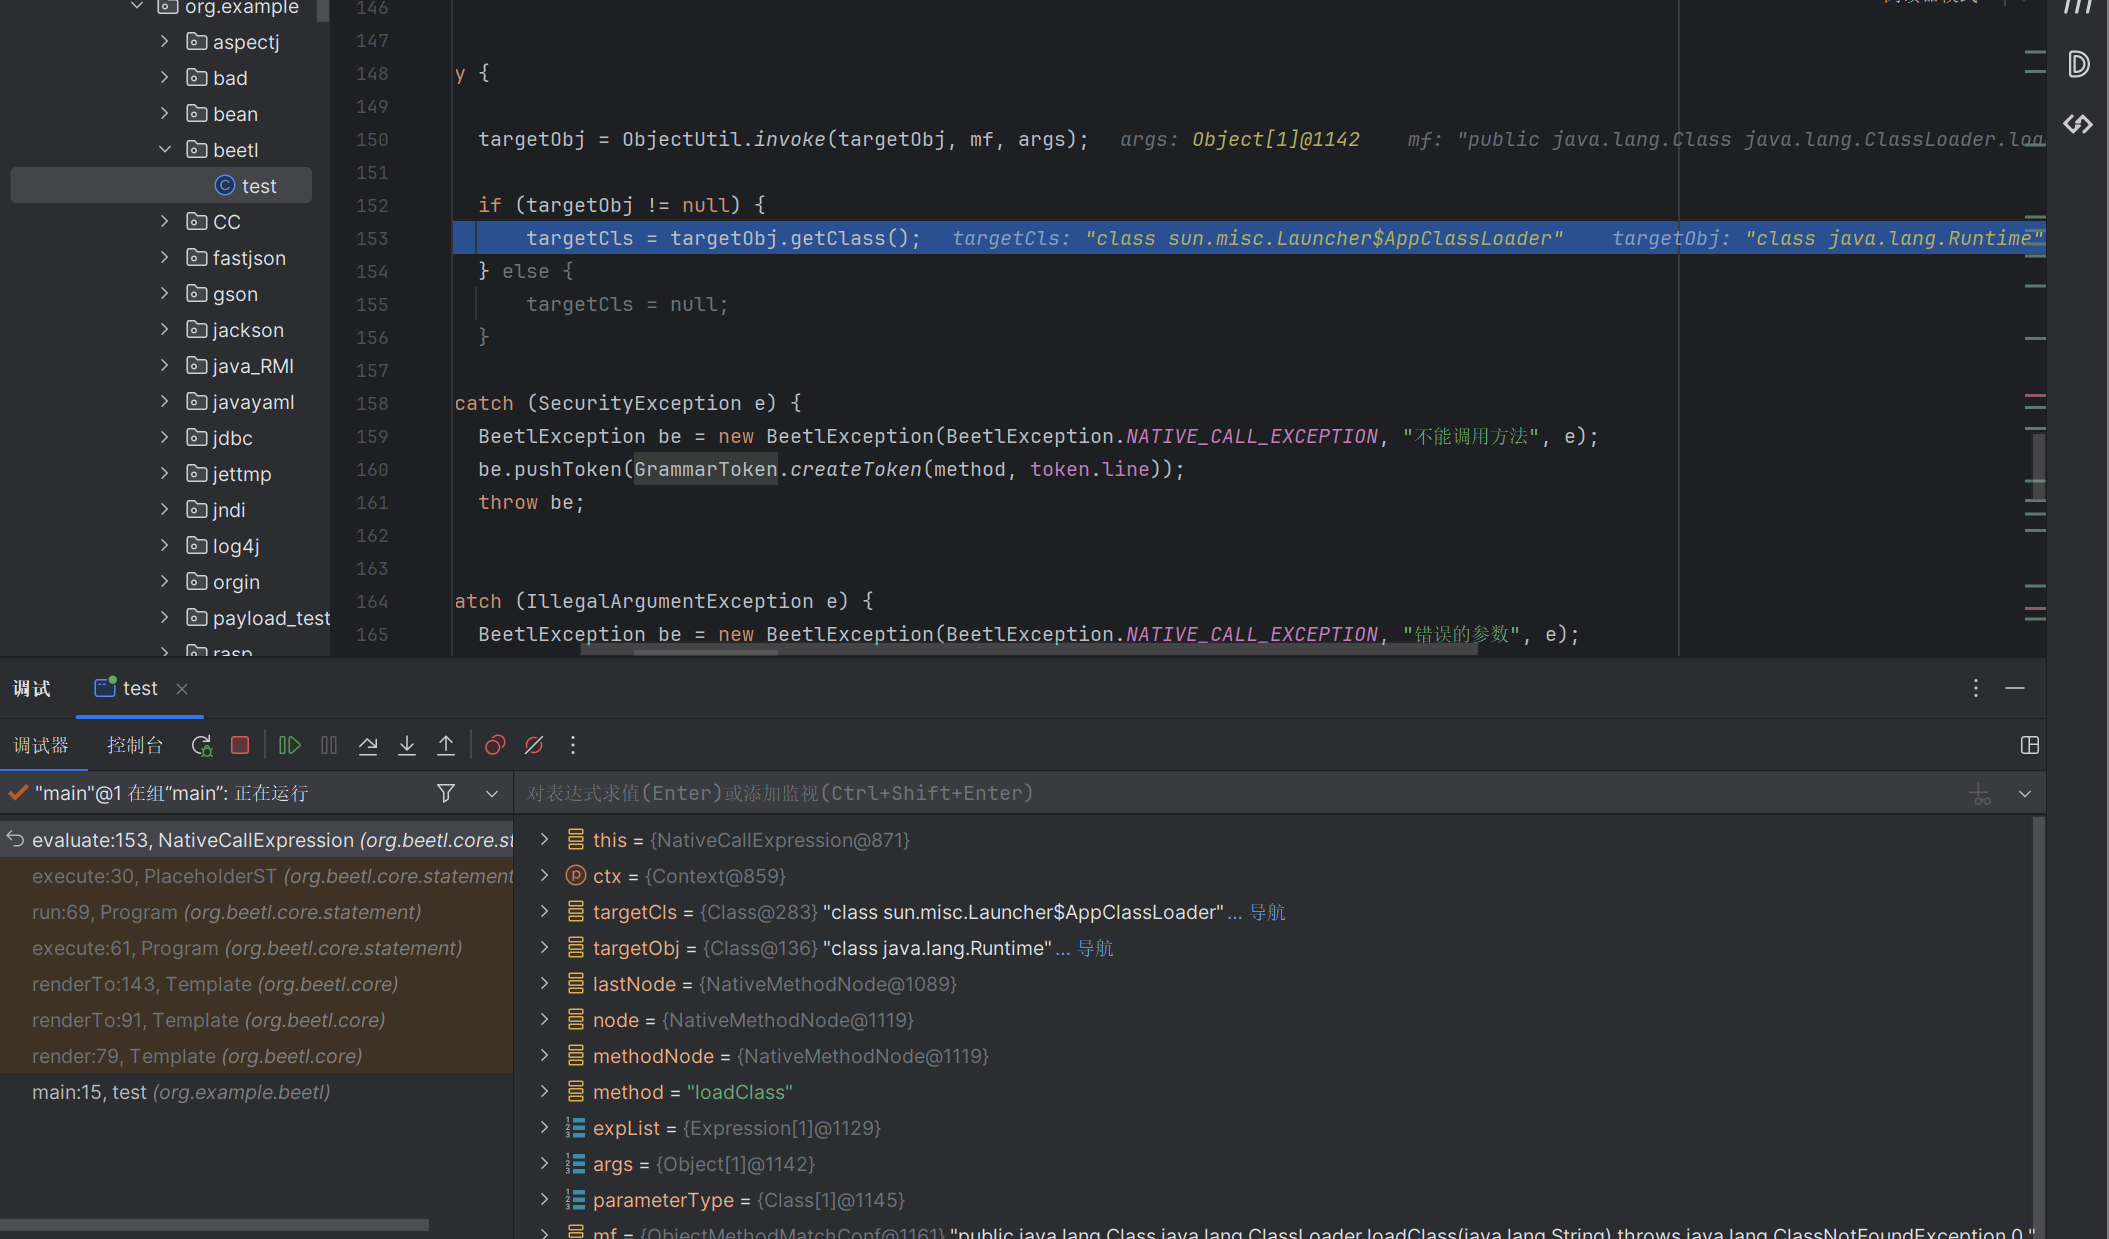 org.example
aspectj
bad
bean
beetl
test
CC
fastjson
gson
jackson
java_RMI
javayaml
jdbc
jettmp
jndi
log4j
orgin
payload_test
rasp
146
147
148 y {
149
150 targetObj = ObjectUtil.invoke(targetObj, mf, args); args: Object[1]@1142 mf: "public java.lang.Class java.lang.ClassLoader.loa
151
152 if (targetObj != null) {
153 targetCls = targetObj.getClass(); targetCls: "class sun.misc.Launcher$AppClassLoader" targetObj: "class java.lang.Runtime"
154 } else {
155 targetCls = null;
156 }
157
158 catch (SecurityException e) {
159 BeetlException be = new BeetlException(BeetlException.NATIVE_CALL_EXCEPTION, "不能调用方法", e);
160 be.pushToken(GrammarToken.createToken(method, token.line));
161 throw be;
162
163
164 atch (IllegalArgumentException e) {
165 BeetlException be = new BeetlException(BeetlException.NATIVE_CALL_EXCEPTION, "错误的参数", e);
调试 test
调试器 控制台
"main"@1 在组“main”: 正在运行
对表达式求值(Enter)或添加监视(Ctrl+Shift+Enter)
evaluate:153, NativeCallExpression (org.beetl.core.st
execute:30, PlaceholderST (org.beetl.core.statement
run:69, Program (org.beetl.core.statement)
execute:61, Program (org.beetl.core.statement)
renderTo:143, Template (org.beetl.core)
renderTo:91, Template (org.beetl.core)
render:79, Template (org.beetl.core)
main:15, test (org.example.beetl)
this = {NativeCallExpression@871}
ctx = {Context@859}
targetCls = {Class@283} "class sun.misc.Launcher$AppClassLoader" ... 导航
targetObj = {Class@136} "class java.lang.Runtime" ... 导航
lastNode = {NativeMethodNode@1089}
node = {NativeMethodNode@1119}
methodNode = {NativeMethodNode@1119}
method = "loadClass"
expList = {Expression[1]@1129}
args = {Object[1]@1142}
parameterType = {Class[1]@1145}
mf = {ObjectMethodMatchConf@1161} "public java.lang.Class java.lang.ClassLoader.loadClass(java.lang.String) throws java.lang.ClassNotFoundException,0,"